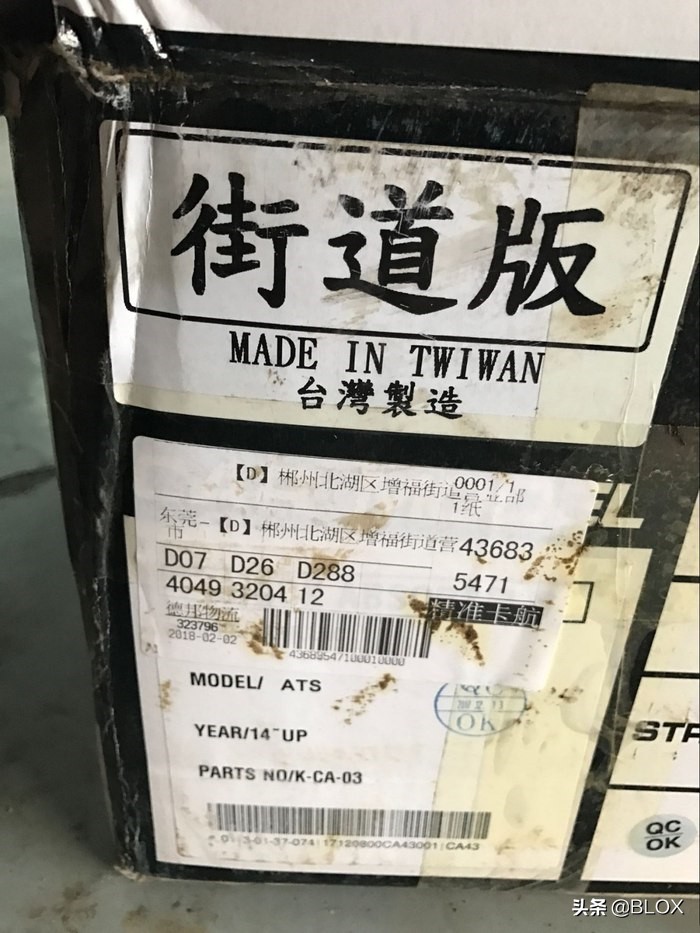 街道版
MADE IN TWIWAN
台灣製造
【D】郴州北湖区增福街道营业部
0001/1
1纸
东莞市-【D】郴州北湖区增福街道营
43683
D07 D26 D288
5471
4049 3204 12
精准卡航
德邦物流
323796
2018-02-02
MODEL/ ATS
OK
YEAR/14~UP
PARTS NO/K-CA-03
STR
QC
OK
头条@BLOX